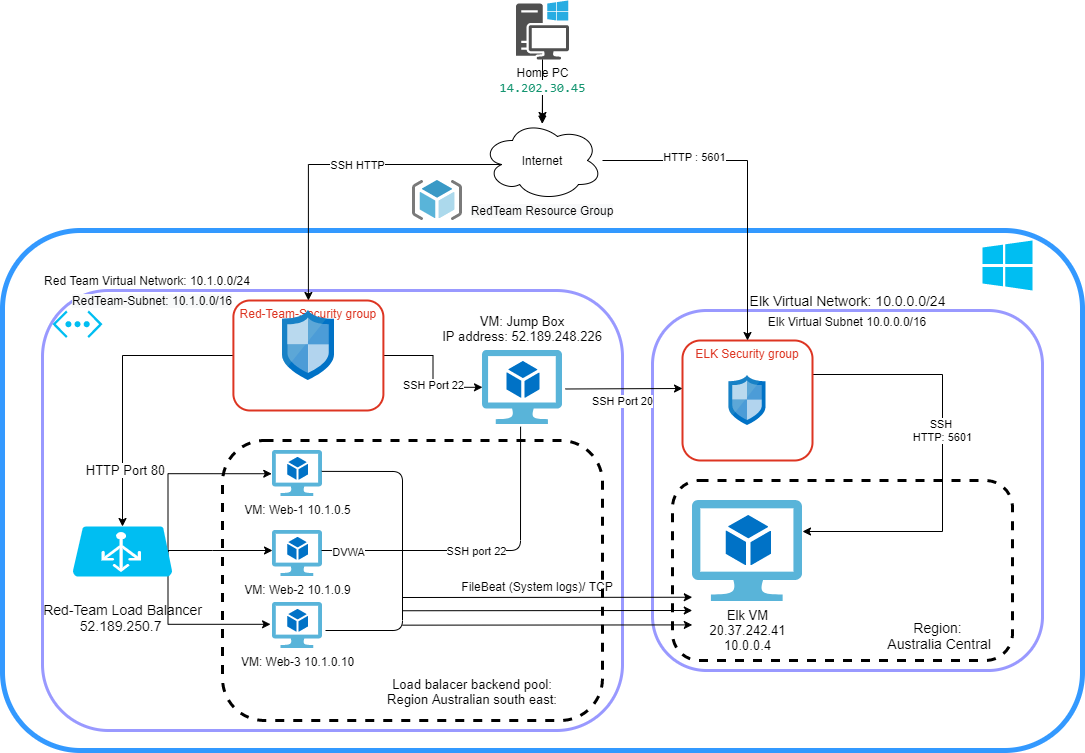 Home PC
14.202.30.45
Internet
SSH HTTP
HTTP : 5601
RedTeam Resource Group
Red Team Virtual Network: 10.1.0.0/24
RedTeam-Subnet: 10.1.0.0/16
Red-Team-Security group
VM: Jump Box
IP address: 52.189.248.226
SSH Port 22
Elk Virtual Network: 10.0.0.0/24
Elk Virtual Subnet 10.0.0.0/16
ELK Security group
SSH Port 20
SSH
HTTP: 5601
HTTP Port 80
VM: Web-1 10.1.0.5
DVWA
SSH port 22
VM: Web-2 10.1.0.9
FileBeat (System logs)/ TCP
Red-Team Load Balancer
52.189.250.7
VM: Web-3 10.1.0.10
Elk VM
20.37.242.41
10.0.0.4
Region:
Australia Central
Load balacer backend pool:
Region Australian south east: